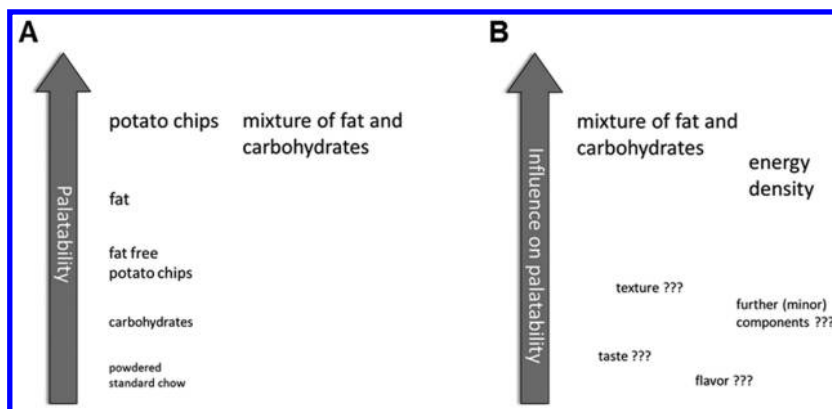 A
Palatability
potato chips
mixture of fat and
carbohydrates
fat
fat free
potato chips
carbohydrates
powdered
standard chow
B
Influence on palatability
mixture of fat and
carbohydrates
energy
density
texture ???
further (minor)
components ???
taste ???
flavor ???